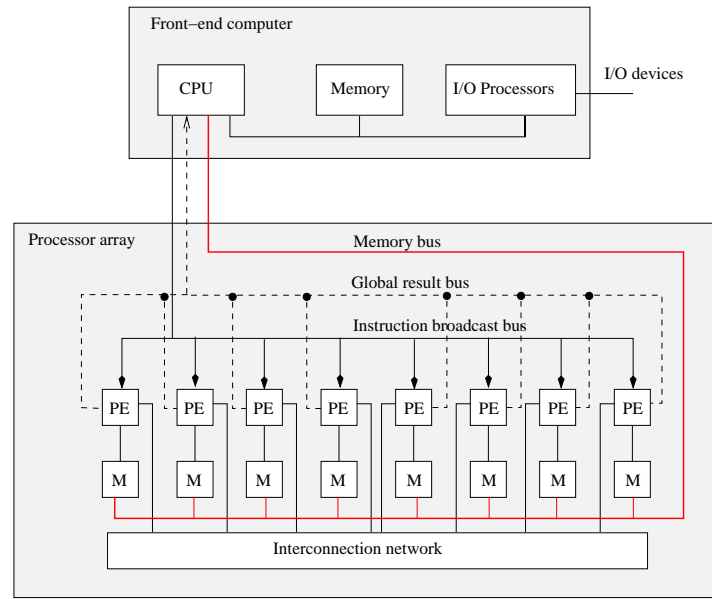 Front-end computer
CPU
Memory
I/O Processors
I/O devices
Processor array
Memory bus
Global result bus
Instruction broadcast bus
PE PE PE PE PE PE PE PE
M M M M M M M M
Interconnection network